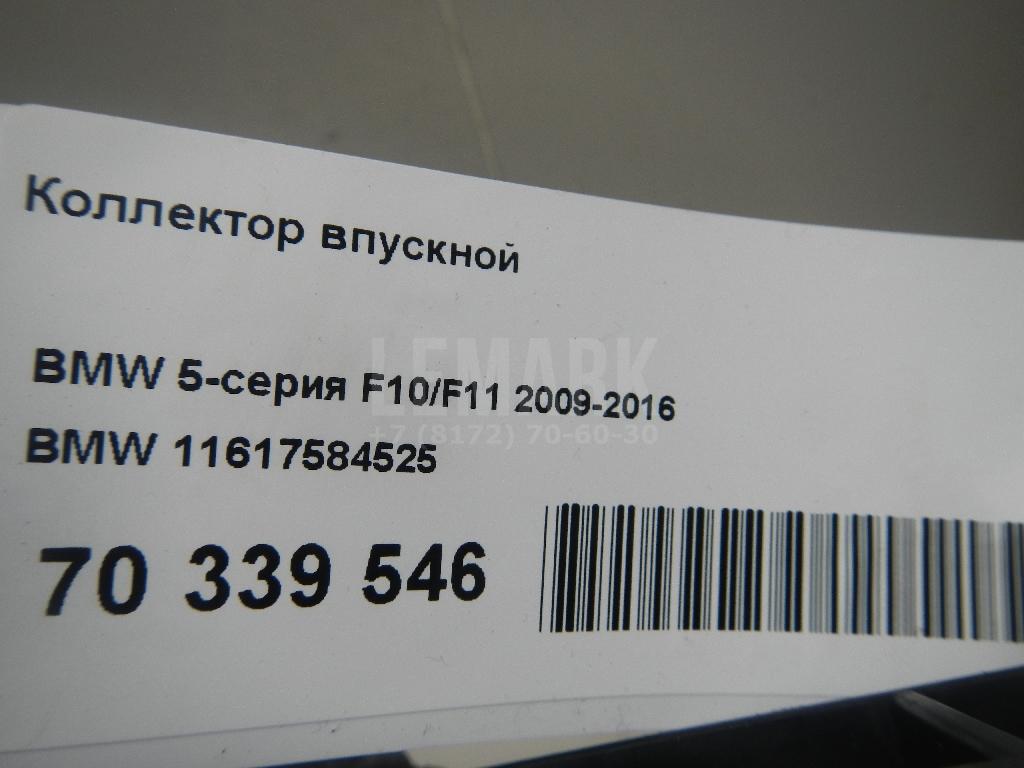 Коллектор впускной
BMW 5-серия F10/F11 2009-2016
BMW 11617584525
70 339 546
LEMARK
+7 (8172) 70-60-30